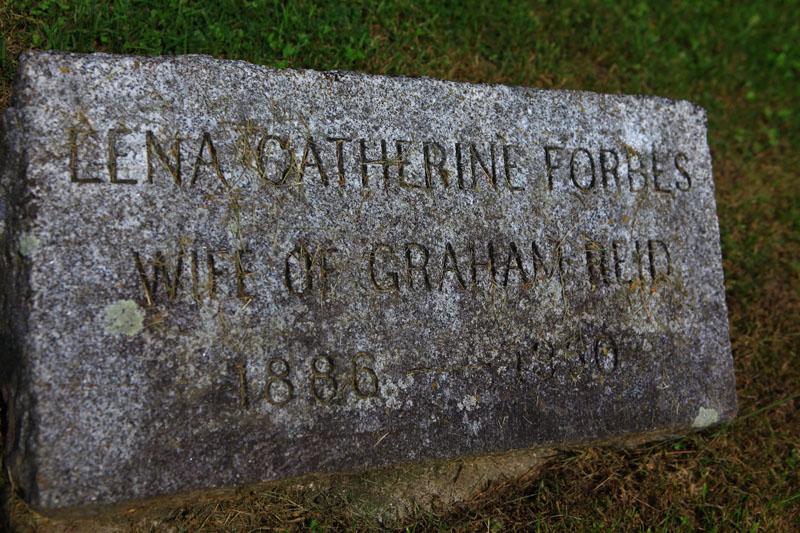 LENA CATHERINE FORBES
WIFE OF GRAHAM REID
1886 —